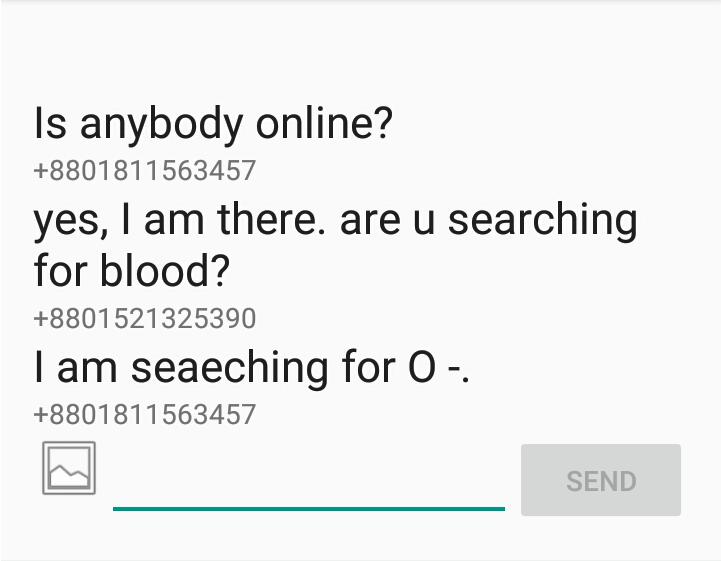 Is anybody online?
+8801811563457
yes, I am there. are u searching
for blood?
+8801521325390
I am seaeching for O -.
+8801811563457
SEND